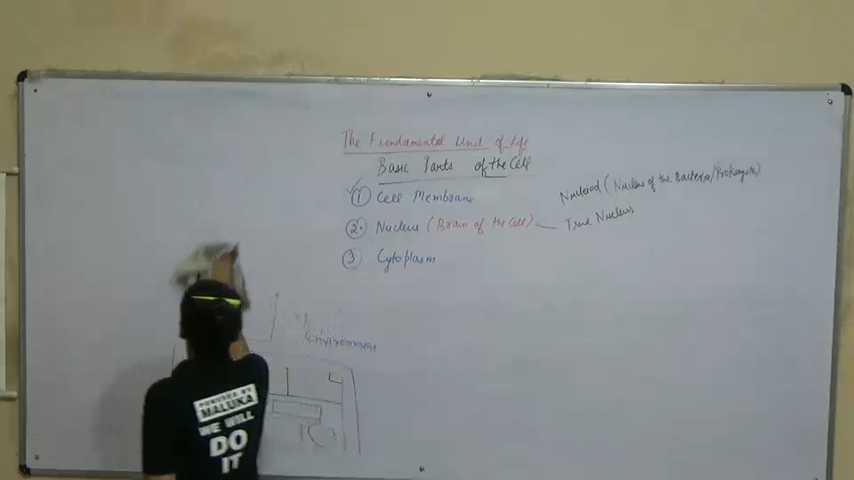 The Fundamental Unit of Life
Basic Parts of the Cell
① Cell Membrane
② Nucleus (Brain of the Cell)
Nucleoid (Nucleus of the Bacteria/Prokaryote)
True Nucleus
③ Cytoplasm
Environment
POWERED BY
MALUKA
WE WILL
DO
IT